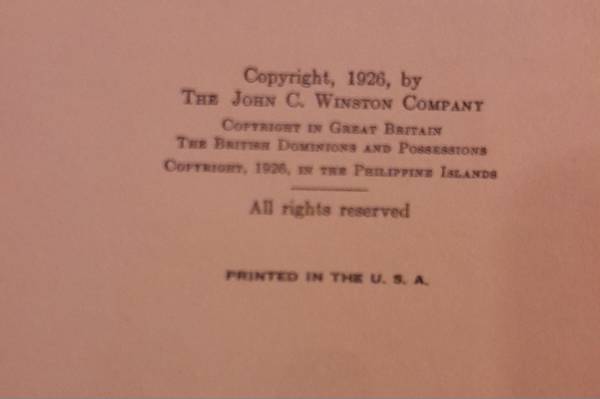 Copyright, 1926, by
The John C. Winston Company
Copyright in Great Britain
The British Dominions and Possessions
Copyright, 1926, in the Philippine Islands
All rights reserved
PRINTED IN THE U. S. A.